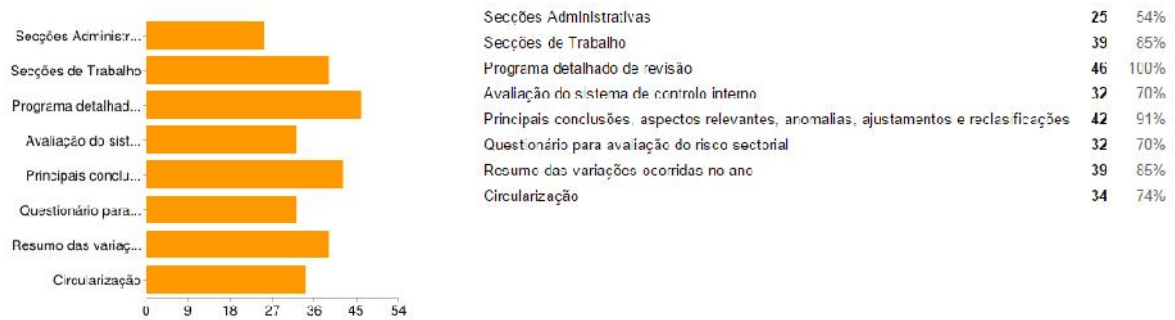 Secções Administr...
Secções de Trabalho
Programa detalhad...
Avaliação do sist...
Principais conclu...
Questionário para...
Resumo das variaç...
Circularização
0 9 18 27 36 45 54
Secções Administrativas 25 54%
Secções de Trabalho 39 85%
Programa detalhado de revisão 46 100%
Avaliação do sistema de controlo interno 32 70%
Principais conclusões, aspectos relevantes, anomalias, ajustamentos e reclasificações 42 91%
Questionário para avaliação do risco sectorial 32 70%
Resumo das variações ocorridas no ano 39 85%
Circularização 34 74%